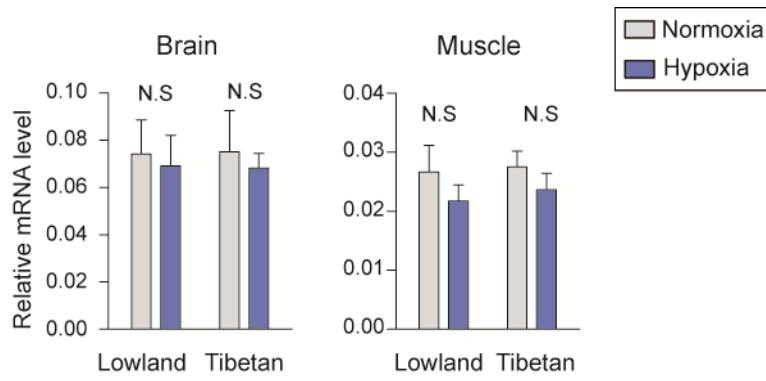 Normoxia
Hypoxia
Brain
Muscle
Relative mRNA level
0.10
0.08
0.06
0.04
0.02
0.00
N.S
N.S
Lowland
Tibetan
0.04
0.03
0.02
0.01
0.00
N.S
N.S
Lowland
Tibetan